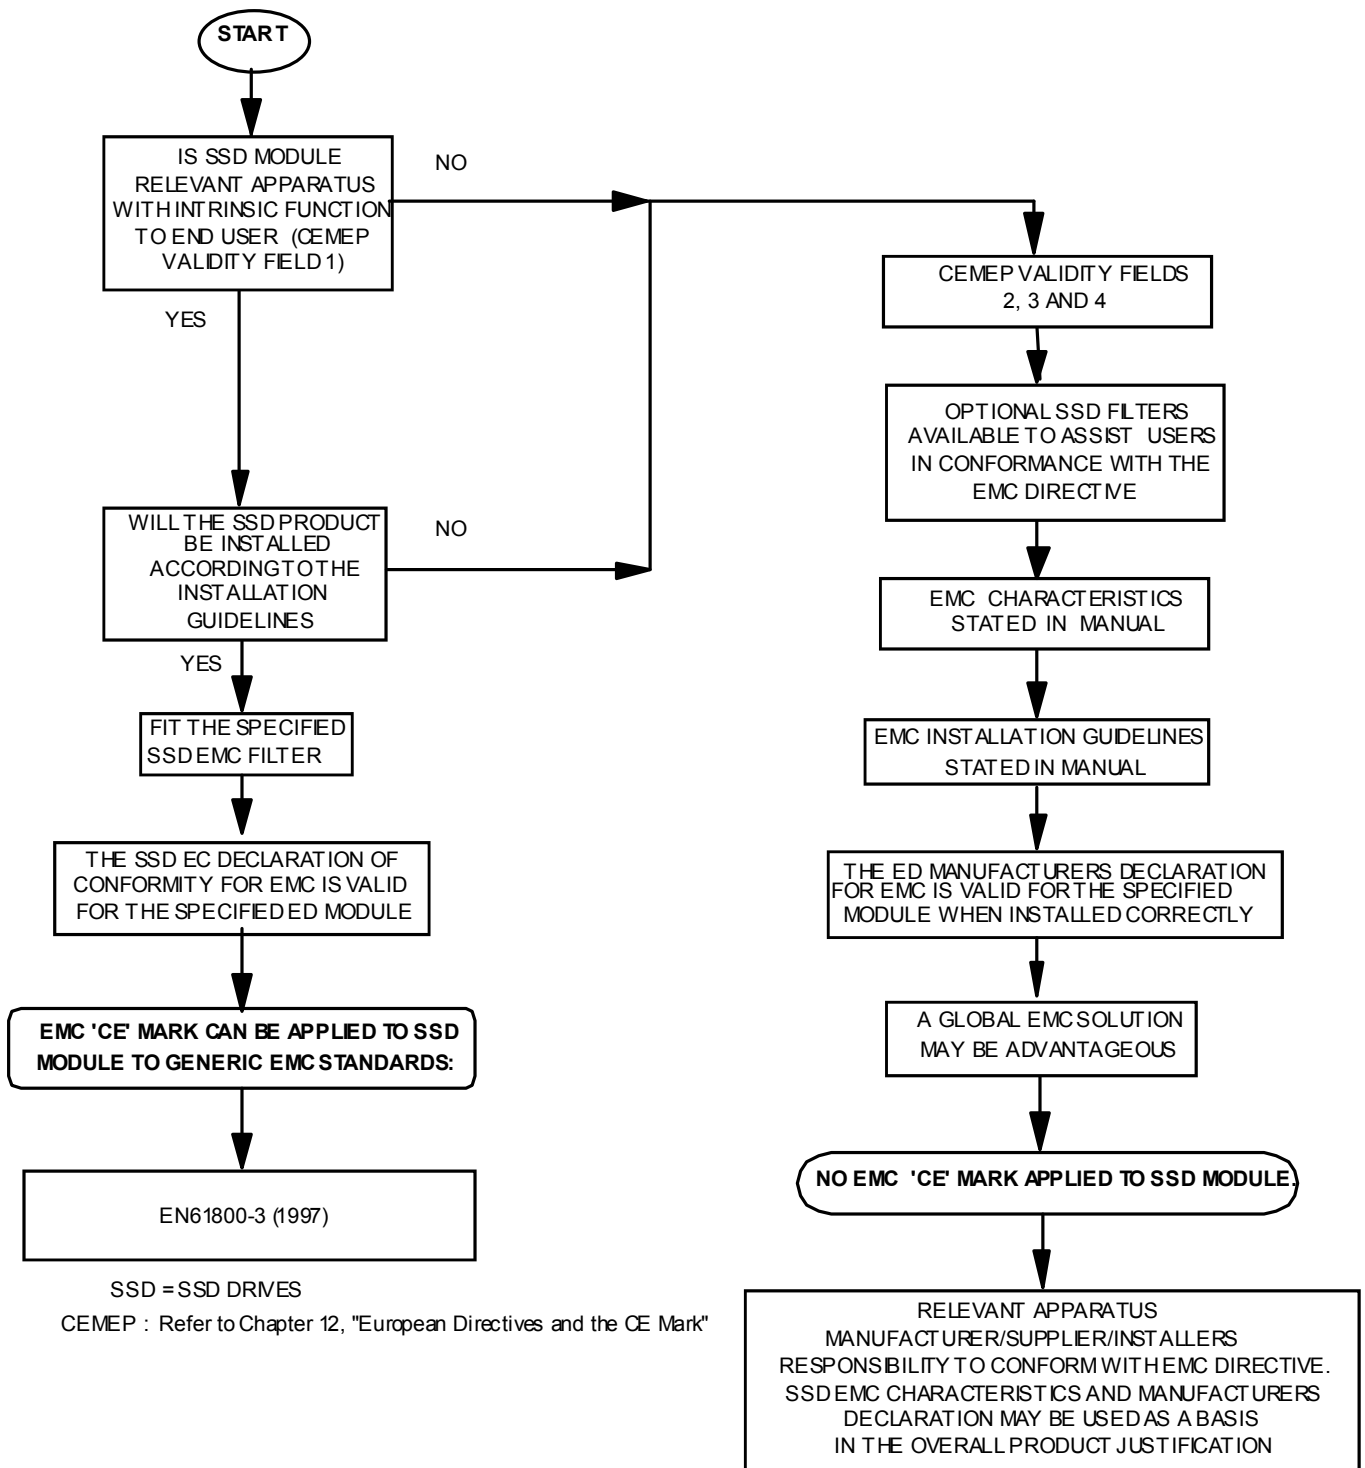 START
IS SSD MODULE
RELEVANT APPARATUS
WITH INTRINSIC FUNCTION
TO END USER (CEMEP
VALIDITY FIELD 1)
NO
YES
WILL THE SSD PRODUCT
BE INSTALLED
ACCORDING TO THE
INSTALLATION
GUIDELINES
NO
YES
FIT THE SPECIFIED
SSD EMC FILTER
THE SSD EC DECLARATION OF
CONFORMITY FOR EMC IS VALID
FOR THE SPECIFIED ED MODULE
EMC 'CE' MARK CAN BE APPLIED TO SSD
MODULE TO GENERIC EMC STANDARDS:
EN61800-3 (1997)
SSD = SSD DRIVES
CEMEP : Refer to Chapter 12, "European Directives and the CE Mark"
CEMEP VALIDITY FIELDS
2, 3 AND 4
OPTIONAL SSD FILTERS
AVAILABLE TO ASSIST USERS
IN CONFORMANCE WITH THE
EMC DIRECTIVE
EMC CHARACTERISTICS
STATED IN MANUAL
EMC INSTALLATION GUIDELINES
STATED IN MANUAL
THE ED MANUFACTURERS DECLARATION
FOR EMC IS VALID FOR THE SPECIFIED
MODULE WHEN INSTALLED CORRECTLY
A GLOBAL EMC SOLUTION
MAY BE ADVANTAGEOUS
NO EMC 'CE' MARK APPLIED TO SSD MODULE.
RELEVANT APPARATUS
MANUFACTURER/SUPPLIER/INSTALLERS
RESPONSIBILITY TO CONFORM WITH EMC DIRECTIVE.
SSD EMC CHARACTERISTICS AND MANUFACTURERS
DECLARATION MAY BE USED AS A BASIS
IN THE OVERALL PRODUCT JUSTIFICATION